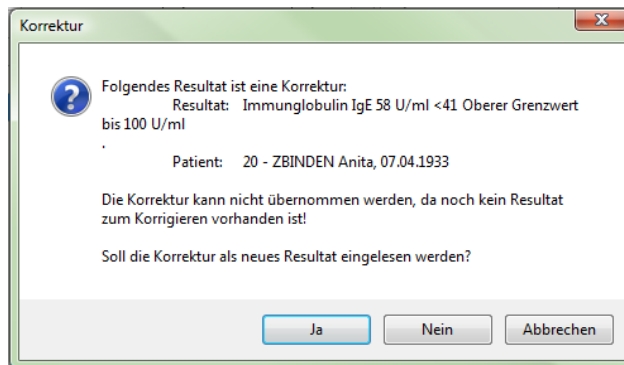 Korrektur
Folgendes Resultat ist eine Korrektur:
Resultat: Immunglobulin IgE 58 U/ml <41 Oberer Grenzwert
bis 100 U/ml
.
Patient: 20 - ZBINDEN Anita, 07.04.1933
Die Korrektur kann nicht übernommen werden, da noch kein Resultat
zum Korrigieren vorhanden ist!
Soll die Korrektur als neues Resultat eingelesen werden?
Ja Nein Abbrechen